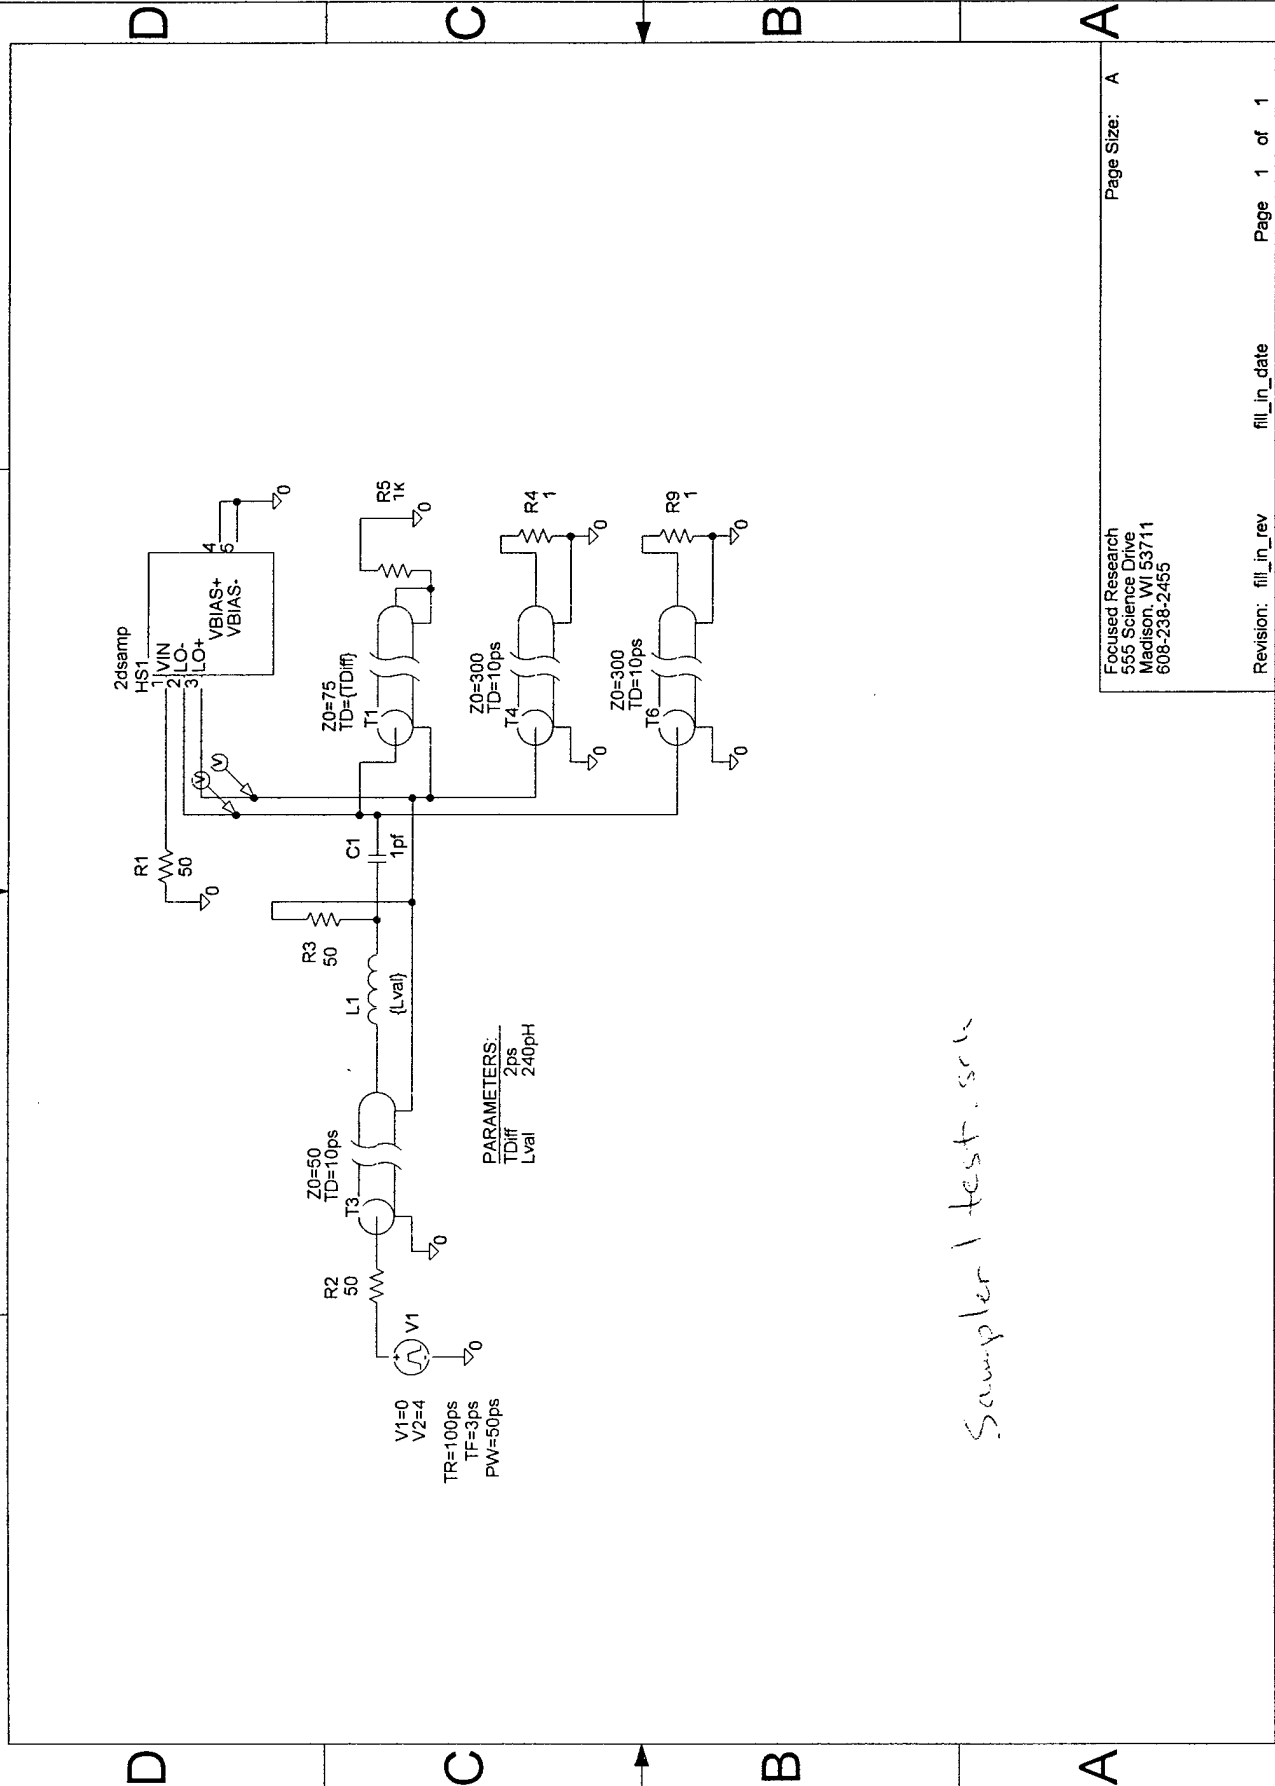 D
C
B
A
2dsamp
HS1
1 VIN
2 LO-
3 LO+
VBIAS+ 4
VBIAS- 5
0
R1
50
0
V
V
R5
1K
0
Z0=75
TD={TDiff}
T1
C1
1pf
R3
50
L1
{Lval}
Z0=50
TD=10ps
T3
0
R2
50
V1
0
V1=0
V2=4
TR=100ps
TF=3ps
PW=50ps
Z0=300
TD=10ps
T4
0
R4
1
0
Z0=300
TD=10ps
T6
0
R9
1
0
PARAMETERS:
TDiff 2ps
Lval 240pH
Sampler 1 test.
Focused Research
555 Science Drive
Madison, WI 53711
608-238-2455
Page Size: A
Revision: fill_in_rev fill_in_date Page 1 of 1
D
C
B
A